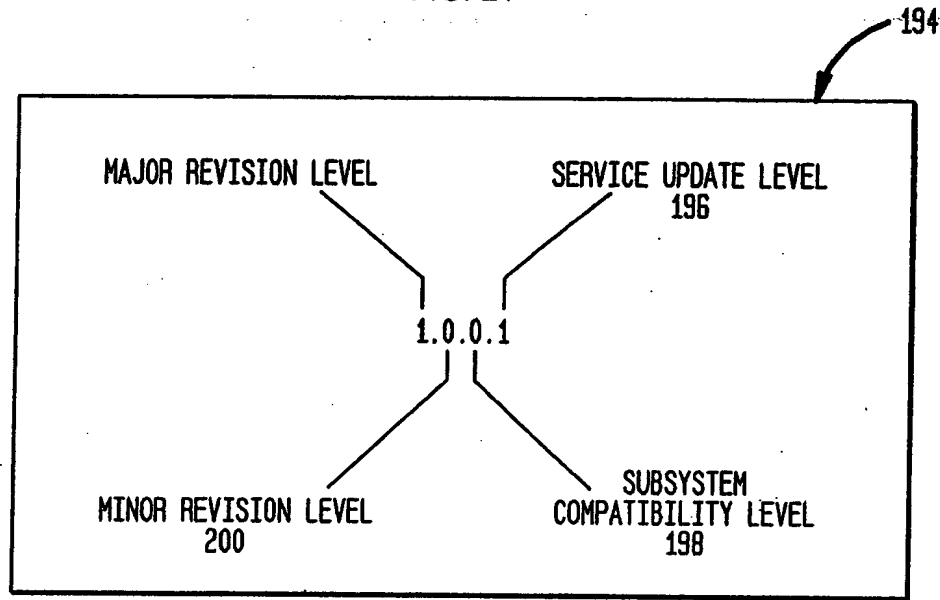 194
MAJOR REVISION LEVEL
SERVICE UPDATE LEVEL
196
1.0.0.1
MINOR REVISION LEVEL
200
SUBSYSTEM
COMPATIBILITY LEVEL
198